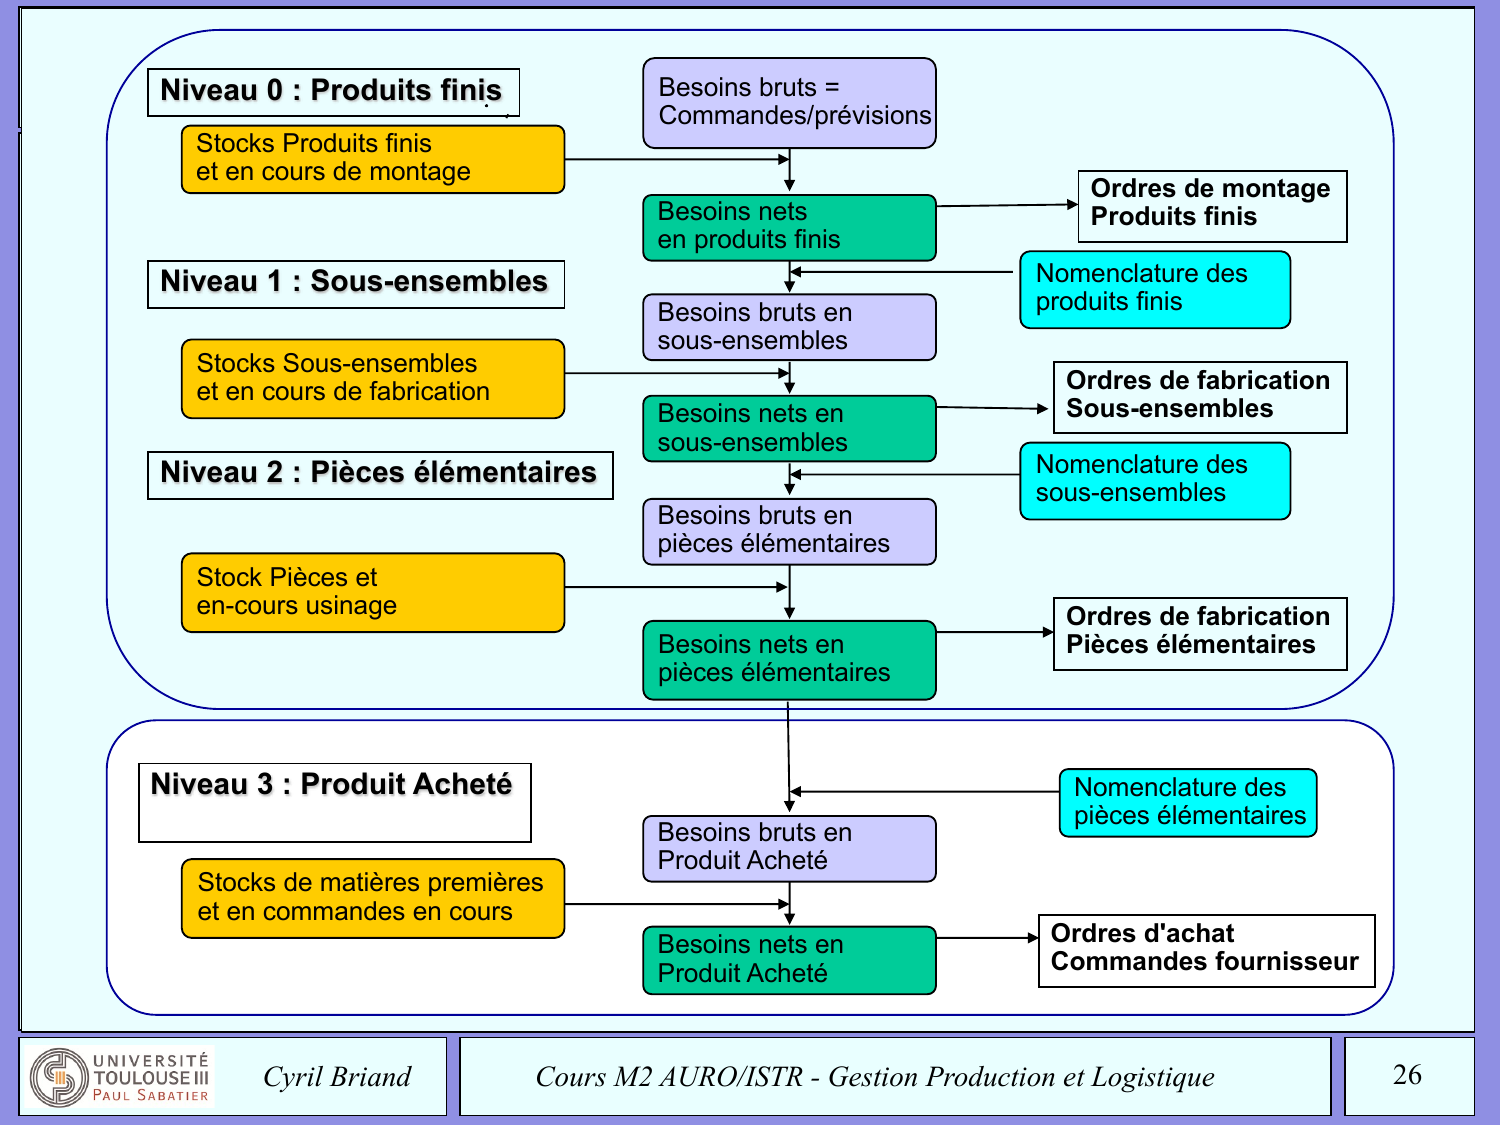 Niveau 0 : Produits finis
Besoins bruts =
Commandes/prévisions
Stocks Produits finis
et en cours de montage
Ordres de montage
Produits finis
Besoins nets
en produits finis
Niveau 1 : Sous-ensembles
Nomenclature des
produits finis
Besoins bruts en
sous-ensembles
Stocks Sous-ensembles
et en cours de fabrication
Ordres de fabrication
Sous-ensembles
Besoins nets en
sous-ensembles
Niveau 2 : Pièces élémentaires
Nomenclature des
sous-ensembles
Besoins bruts en
pièces élémentaires
Stock Pièces et
en-cours usinage
Ordres de fabrication
Pièces élémentaires
Besoins nets en
pièces élémentaires
Niveau 3 : Produit Acheté
Nomenclature des
pièces élémentaires
Besoins bruts en
Produit Acheté
Stocks de matières premières
et en commandes en cours
Ordres d'achat
Commandes fournisseur
Besoins nets en
Produit Acheté
UNIVERSITÉ
TOULOUSE III
PAUL SABATIER
Cyril Briand
Cours M2 AURO/ISTR - Gestion Production et Logistique
26